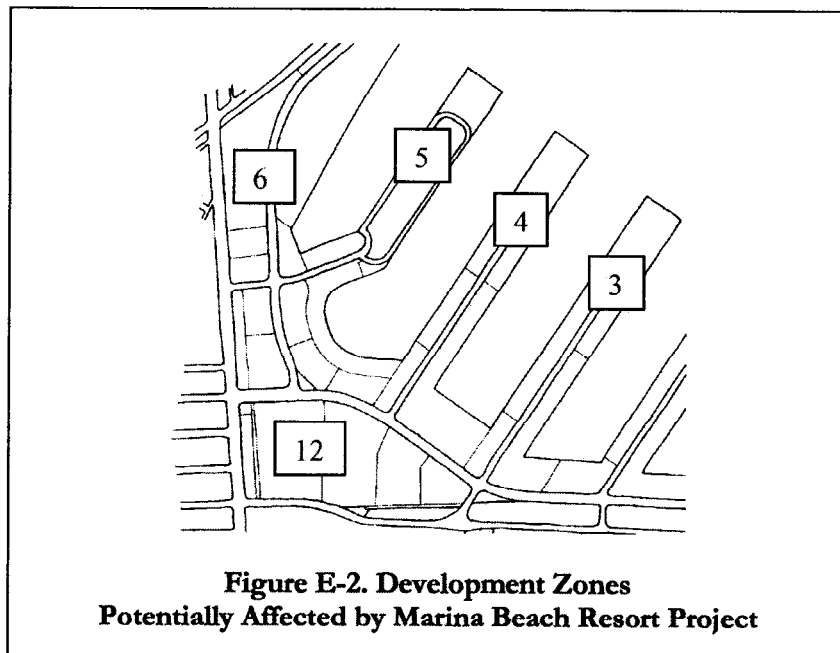 5
6
4
3
12
Figure E-2. Development Zones
Potentially Affected by Marina Beach Resort Project